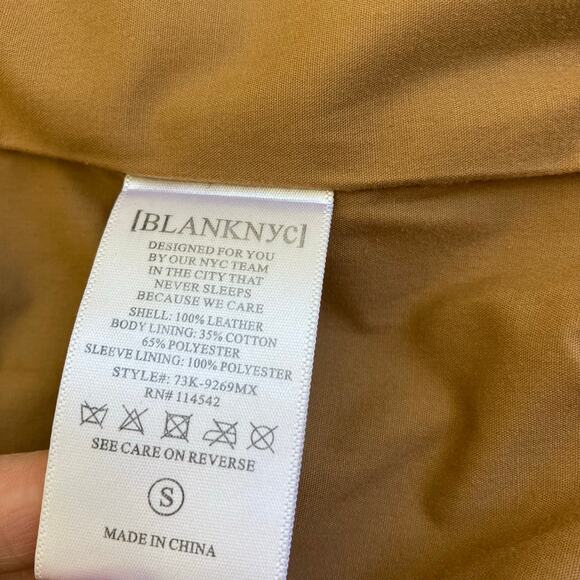 [BLANKNYC]
DESIGNED FOR YOU
BY OUR NYC TEAM
IN THE CITY THAT
NEVER SLEEPS
BECAUSE WE CARE
SHELL: 100% LEATHER
BODY LINING: 35% COTTON
65% POLYESTER
SLEEVE LINING: 100% POLYESTER
STYLE#: 73K-9269MX
RN# 114542
SEE CARE ON REVERSE
S
MADE IN CHINA